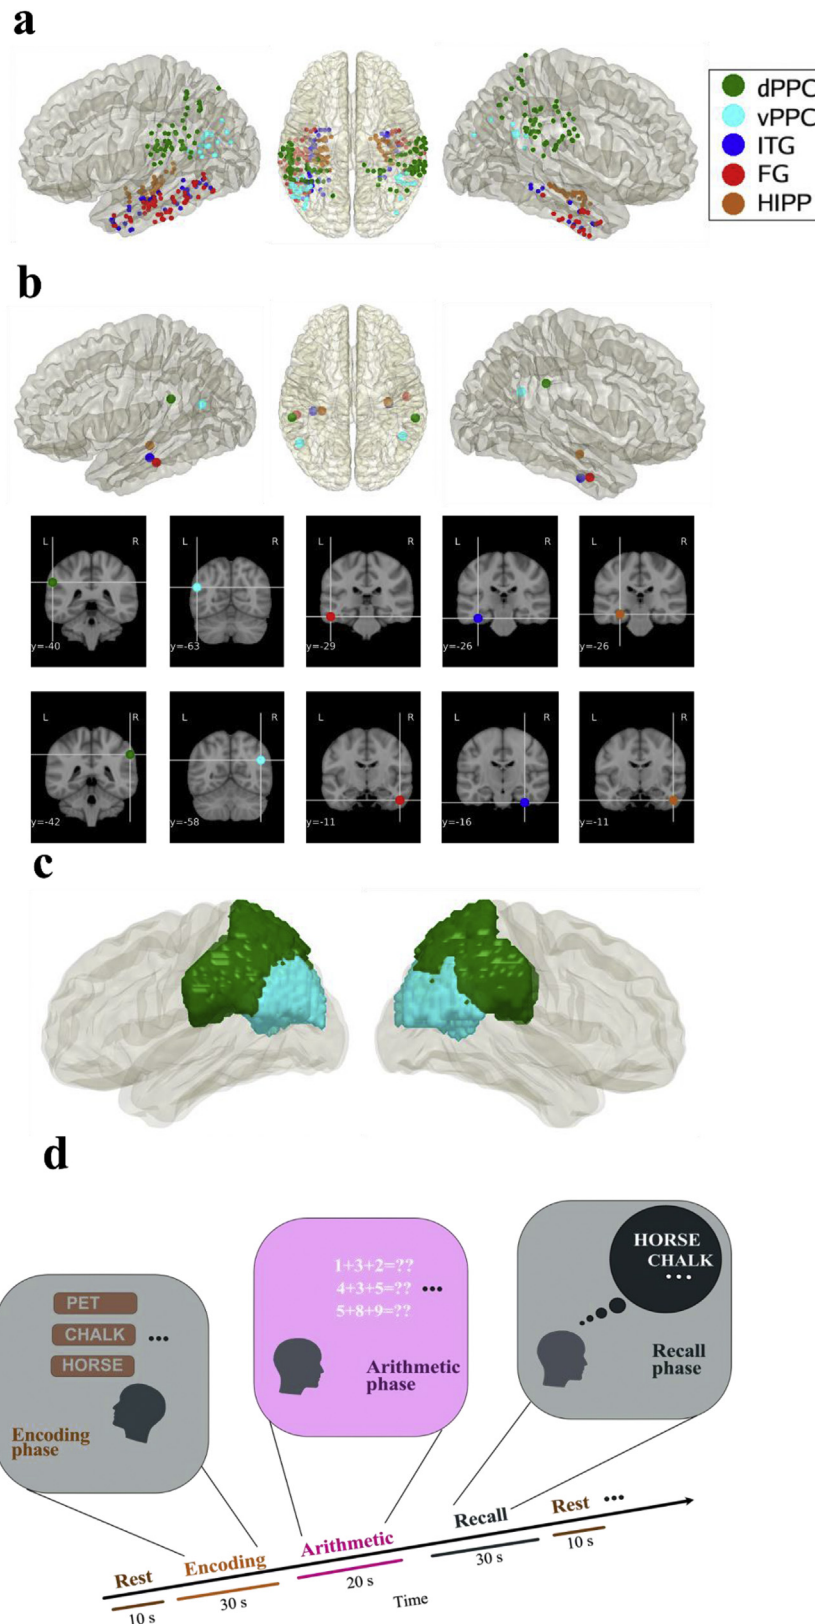 a
dPPC
vPPC
ITG
FG
HIPP
b
L R
y=-40
L R
y=-63
L R
y=-29
L R
y=-26
L R
y=-26
L R
y=-42
L R
y=-58
L R
y=-11
L R
y=-16
L R
y=-11
c
d
PET
CHALK ...
HORSE
Encoding
phase
1+3+2=??
4+3+5=?? ...
5+8+9=??
Arithmetic
phase
HORSE
CHALK
...
Recall
phase
Rest
10 s
Encoding
30 s
Arithmetic
20 s
Recall
30 s
Rest ...
10 s
Time